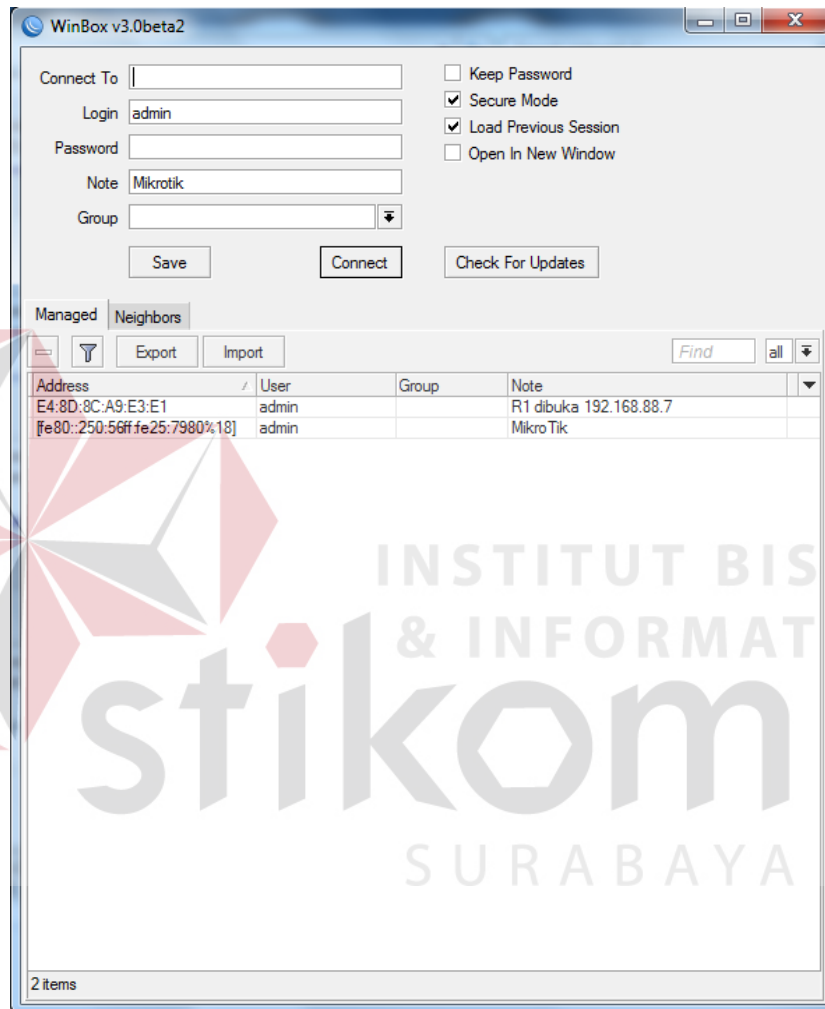 WinBox v3.0beta2
Connect To
Keep Password
Login admin
Secure Mode
Password
Load Previous Session
Note Mikrotik
Open In New Window
Group
Save Connect Check For Updates
Managed Neighbors
Export Import Find all
Address User Group Note
E4:8D:8C:A9:E3:E1 admin R1 dibuka 192.168.88.7
[fe80::250:56ff:fe25:7980%18] admin MikroTik
INSTITUT BIS
& INFORMAT
stikom
SURABAYA
2 items